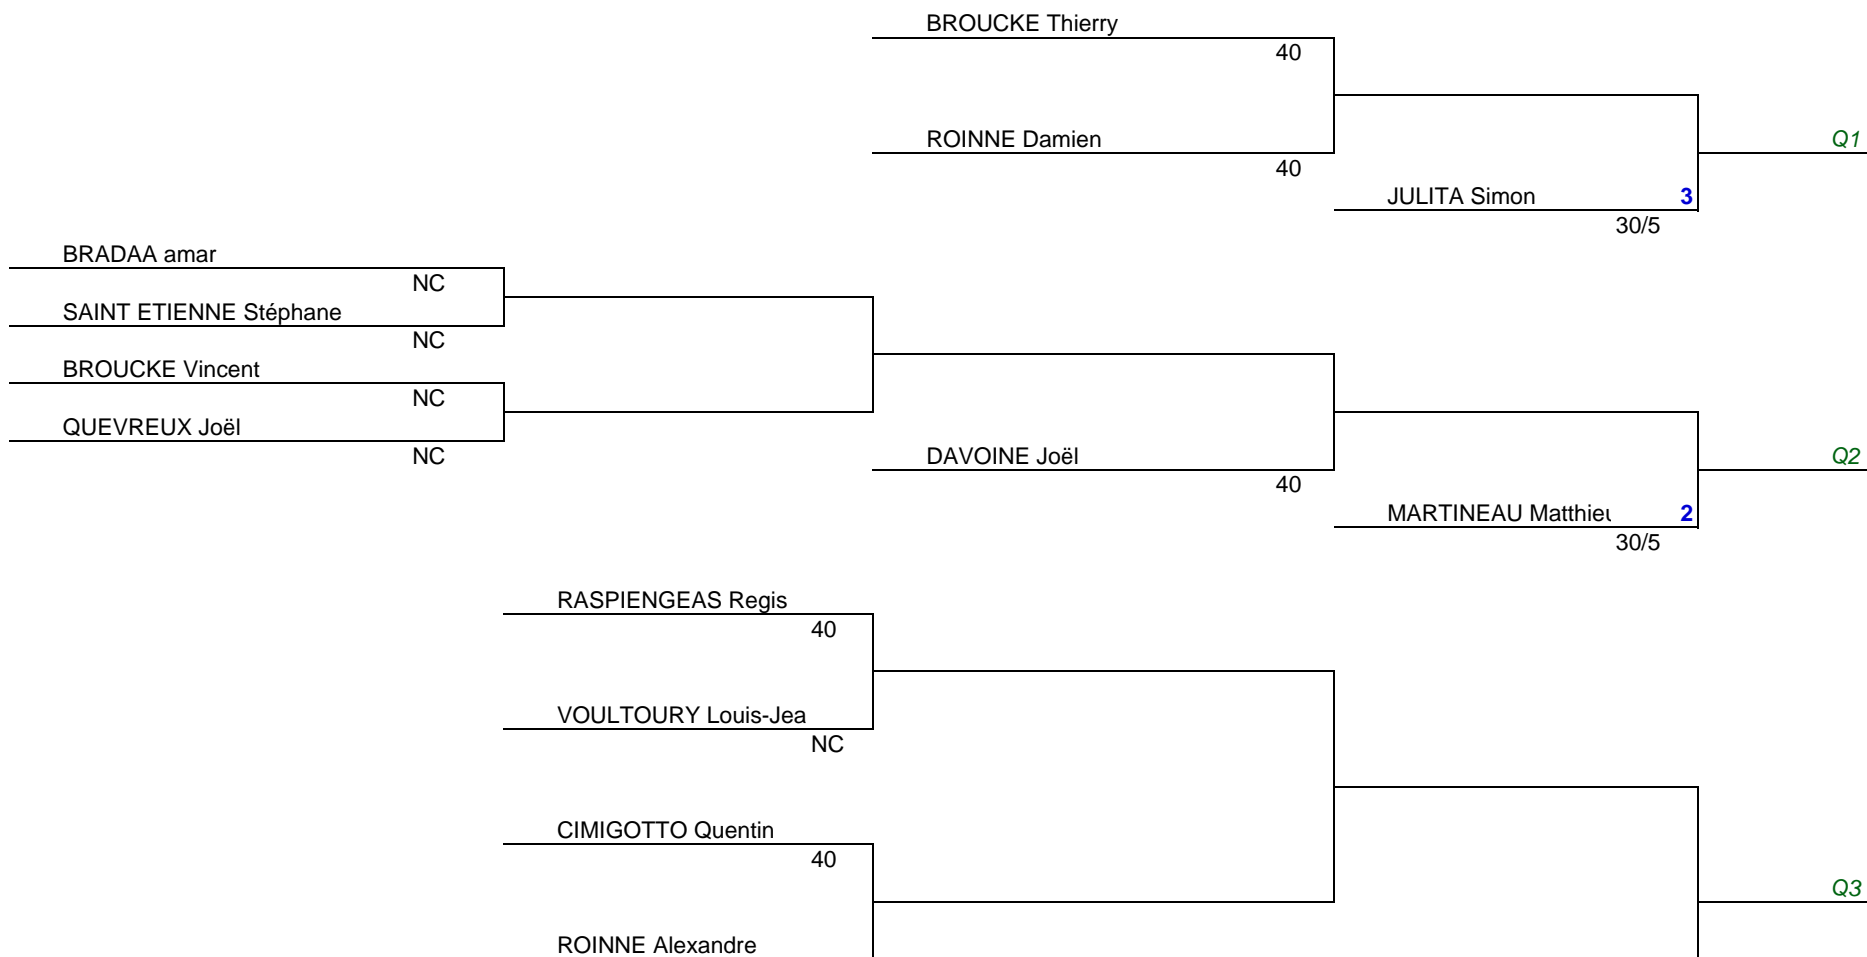 BROUCKE Thierry
40
ROINNE Damien
Q1
40
JULITA Simon 3
30/5
BRADAA amar
NC
SAINT ETIENNE Stéphane
NC
BROUCKE Vincent
NC
QUEVREUX Joël
NC
DAVOINE Joël
Q2
40
MARTINEAU Matthieu 2
30/5
RASPIENGEAS Regis
40
VOULTOURY Louis-Jea
NC
CIMIGOTTO Quentin
40
Q3
ROINNE Alexandre